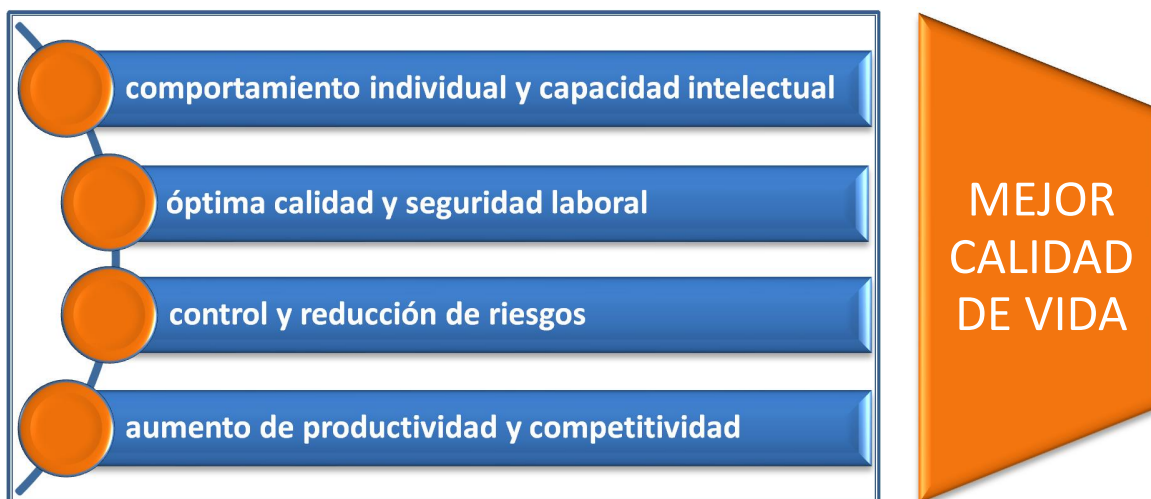 comportamiento individual y capacidad intelectual
óptima calidad y seguridad laboral
control y reducción de riesgos
aumento de productividad y competitividad
MEJOR
CALIDAD
DE VIDA